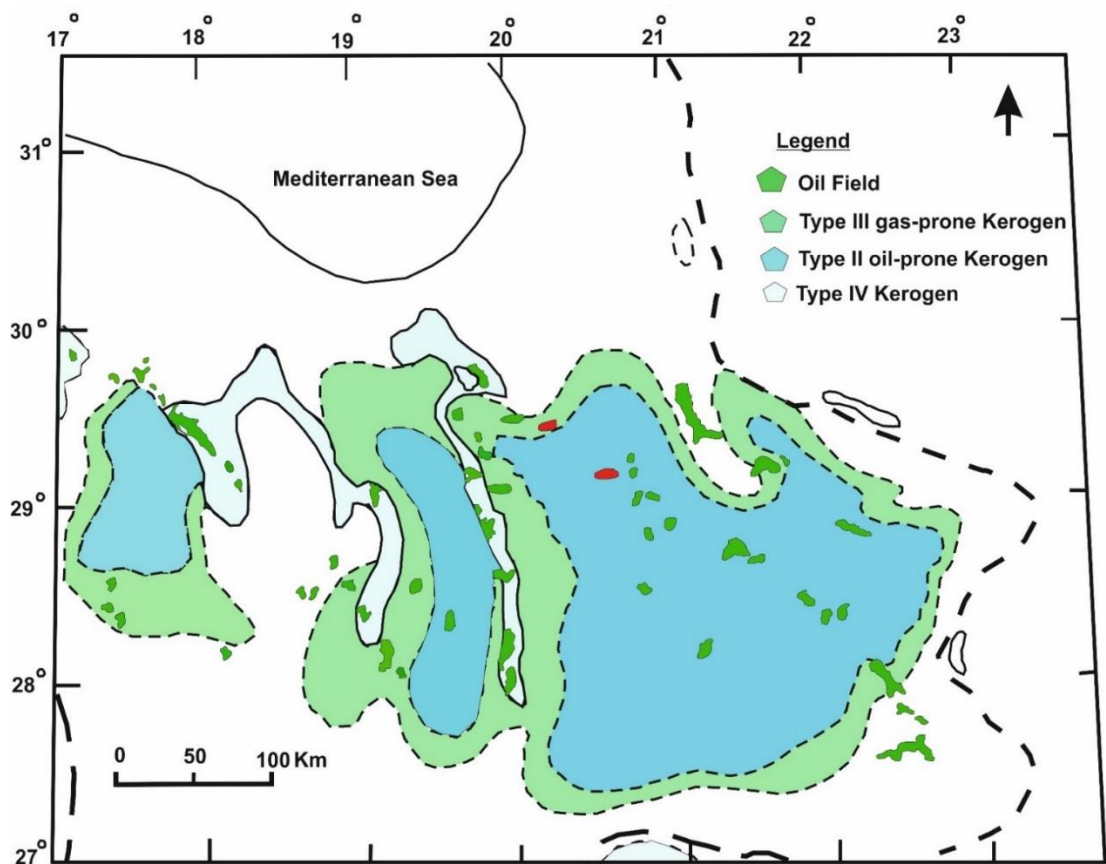 17° 18° 19° 20° 21° 22° 23°
31°
Mediterranean Sea
Legend
Oil Field
Type III gas-prone Kerogen
Type II oil-prone Kerogen
Type IV Kerogen
30°
29°
28°
0 50 100 Km
27°